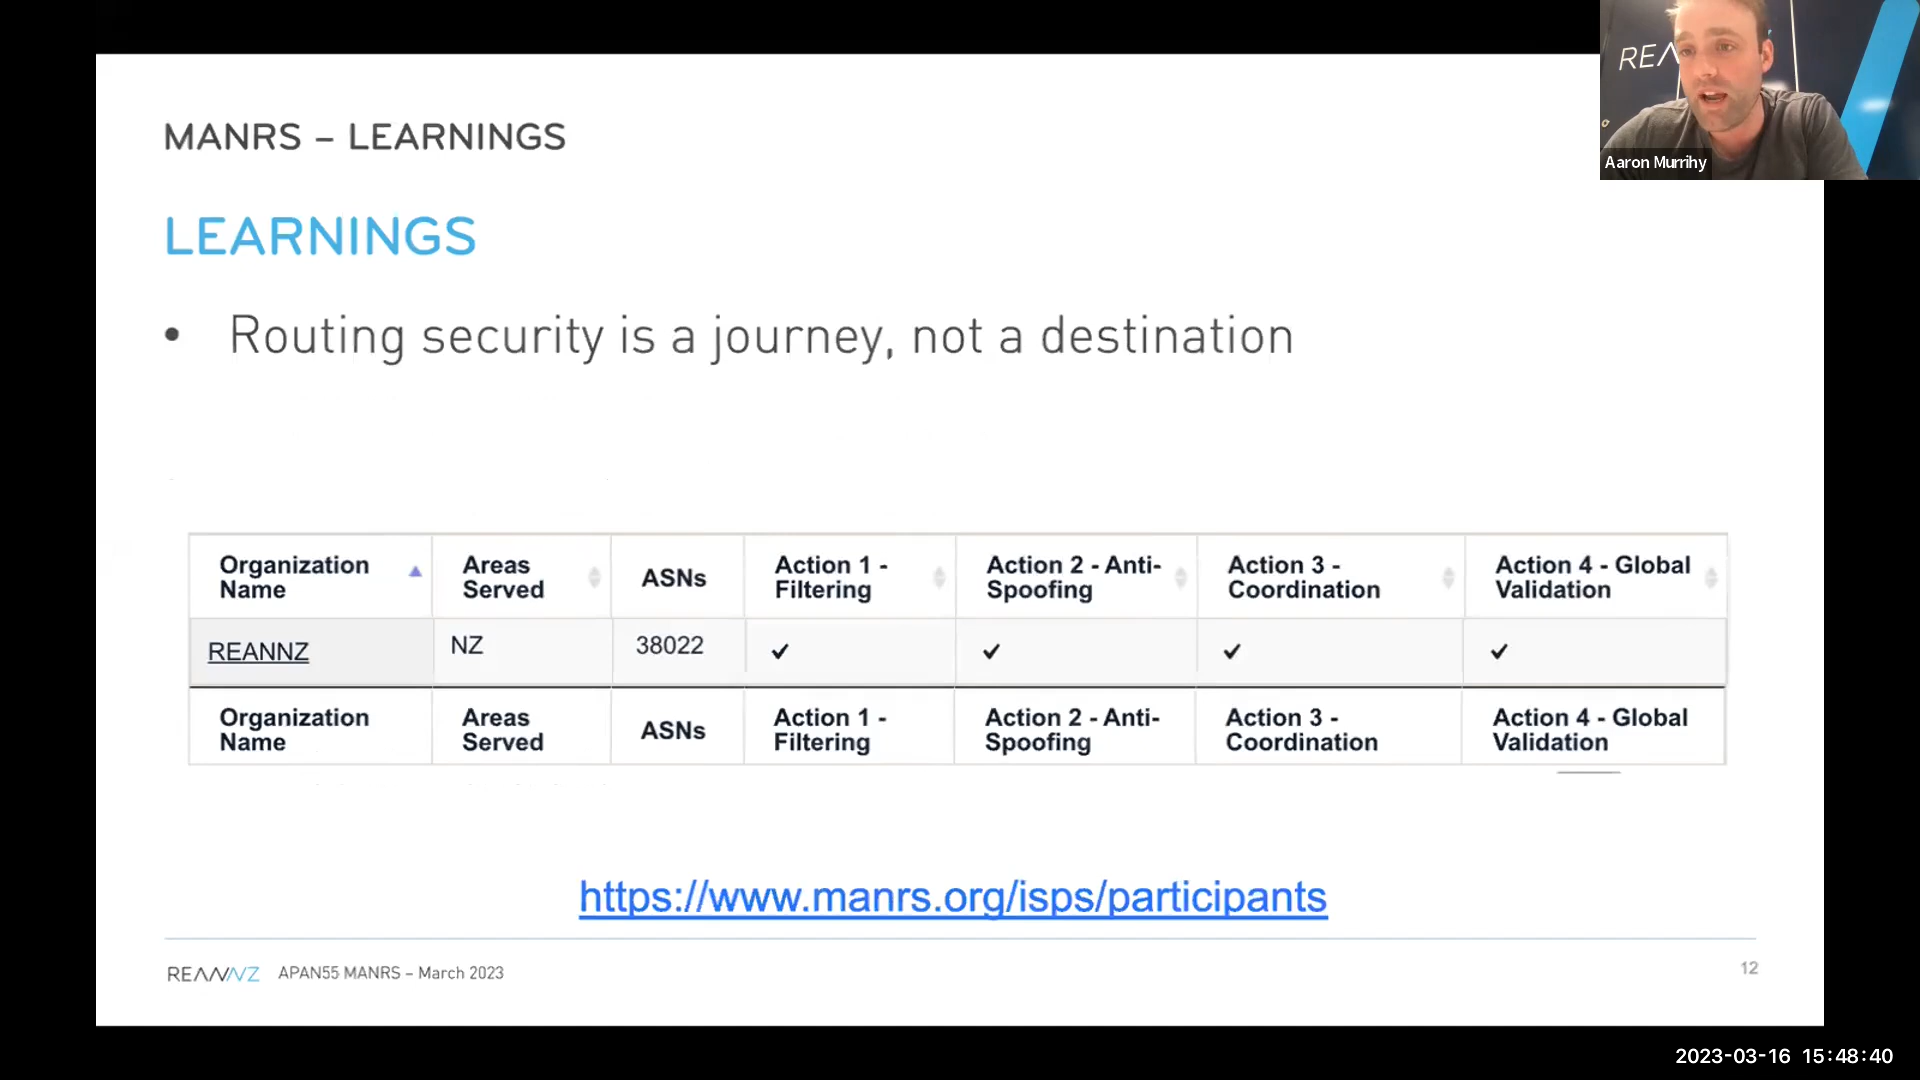 REA
Aaron Murrihy
MANRS – LEARNINGS
LEARNINGS
• Routing security is a journey, not a destination
Organization Name Areas Served ASNs Action 1 - Filtering Action 2 - Anti-Spoofing Action 3 - Coordination Action 4 - Global Validation
REANNZ NZ 38022 ✓ ✓ ✓ ✓
Organization Name Areas Served ASNs Action 1 - Filtering Action 2 - Anti-Spoofing Action 3 - Coordination Action 4 - Global Validation
https://www.manrs.org/isps/participants
REANNZ APAN55 MANRS – March 2023 12
2023-03-16 15:48:40